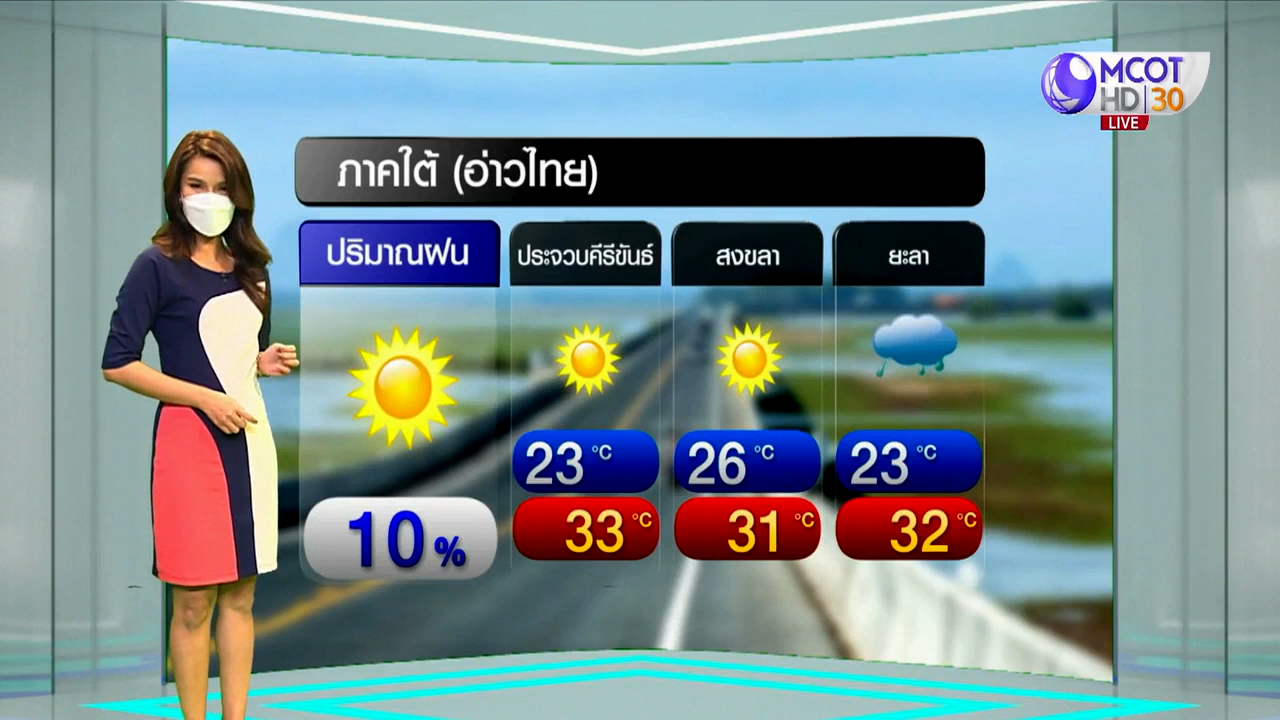 MCOT
HD 30
LIVE
ภาคใต้ (อ่าวไทย)
ปริมาณฝน
ประจวบคีรีขันธ์
สงขลา
ยะลา
23 °C
26 °C
23 °C
10 %
33 °C
31 °C
32 °C